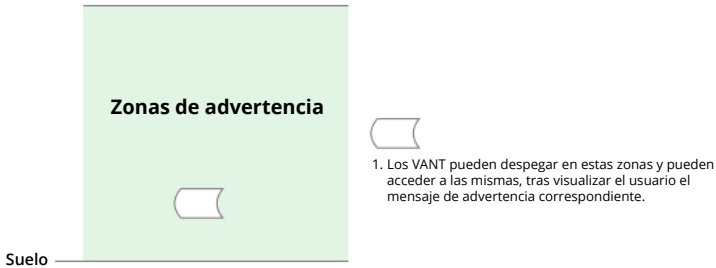 Zonas de advertencia
1. Los VANT pueden despegar en estas zonas y pueden
acceder a las mismas, tras visualizar el usuario el
mensaje de advertencia correspondiente.
Suelo